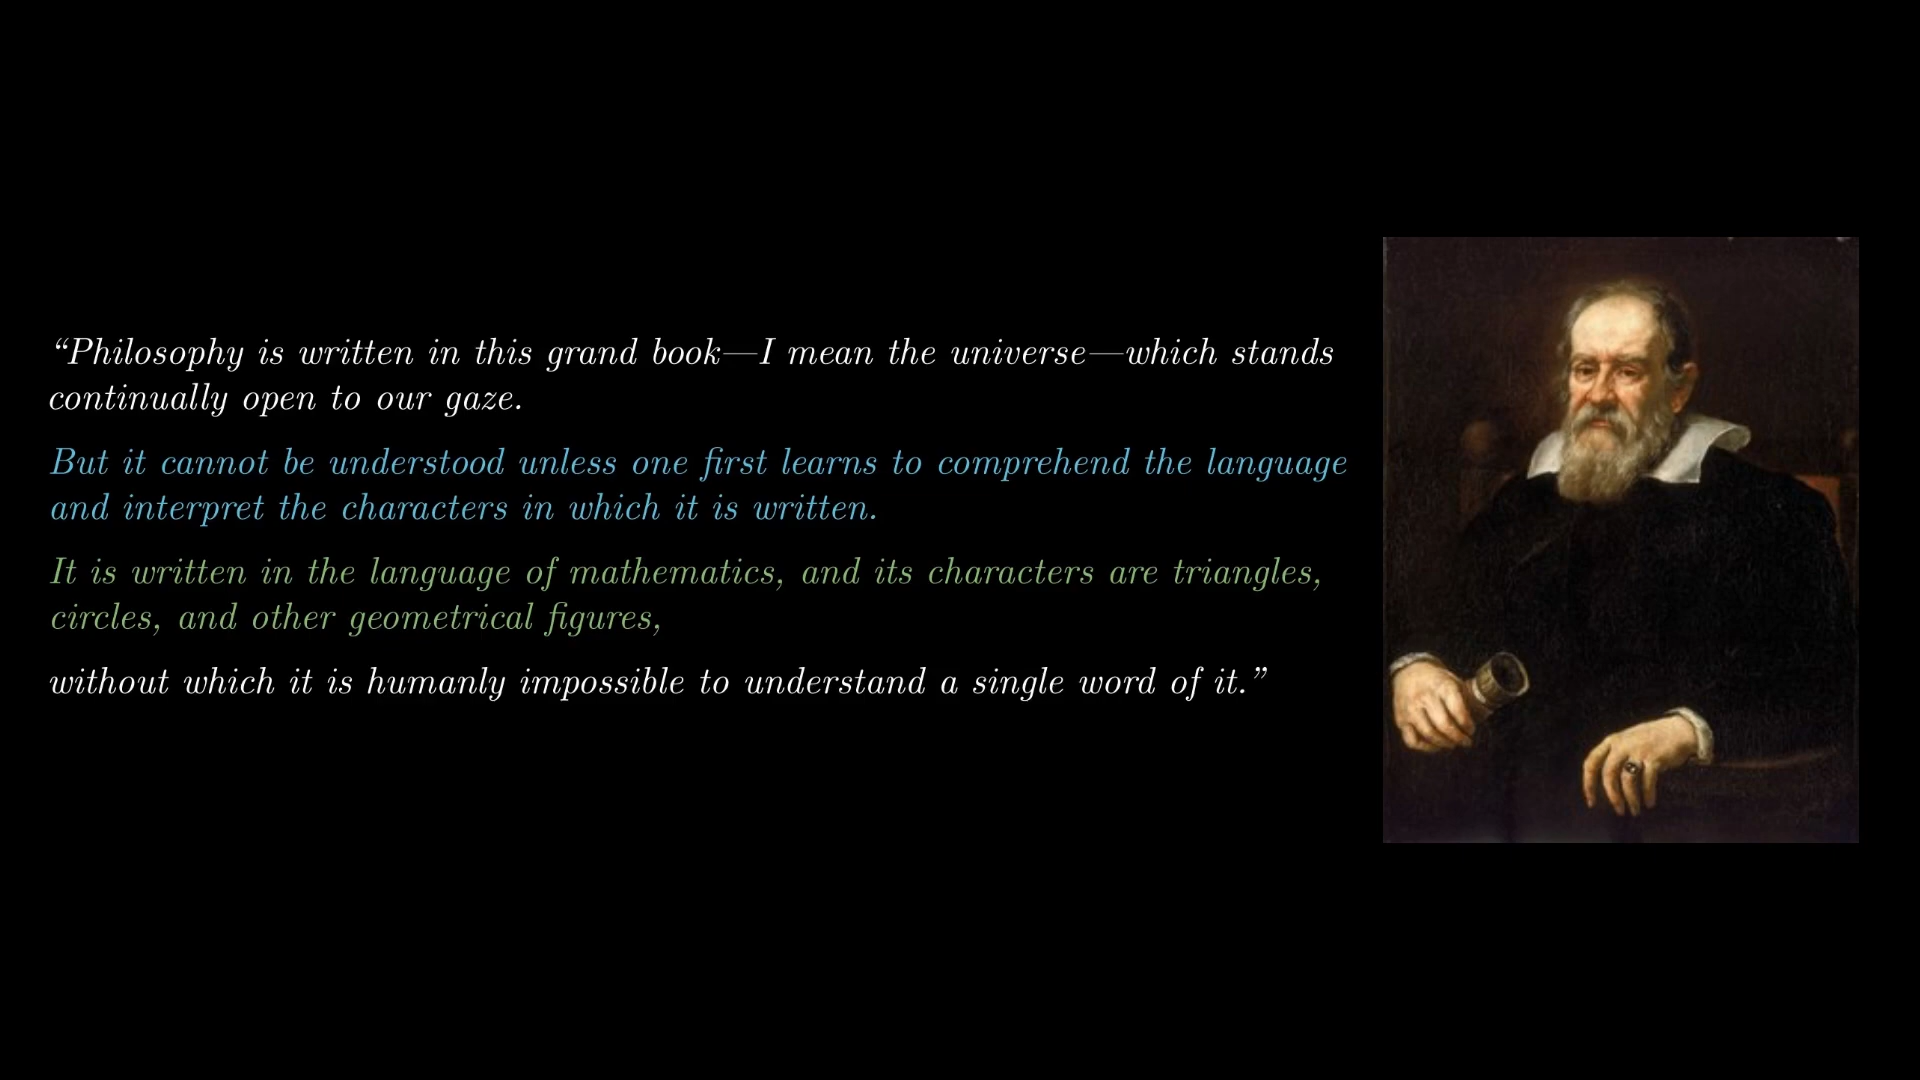 “Philosophy is written in this grand book—I mean the universe—which stands
continually open to our gaze.
But it cannot be understood unless one first learns to comprehend the language
and interpret the characters in which it is written.
It is written in the language of mathematics, and its characters are triangles,
circles, and other geometrical figures,
without which it is humanly impossible to understand a single word of it.”